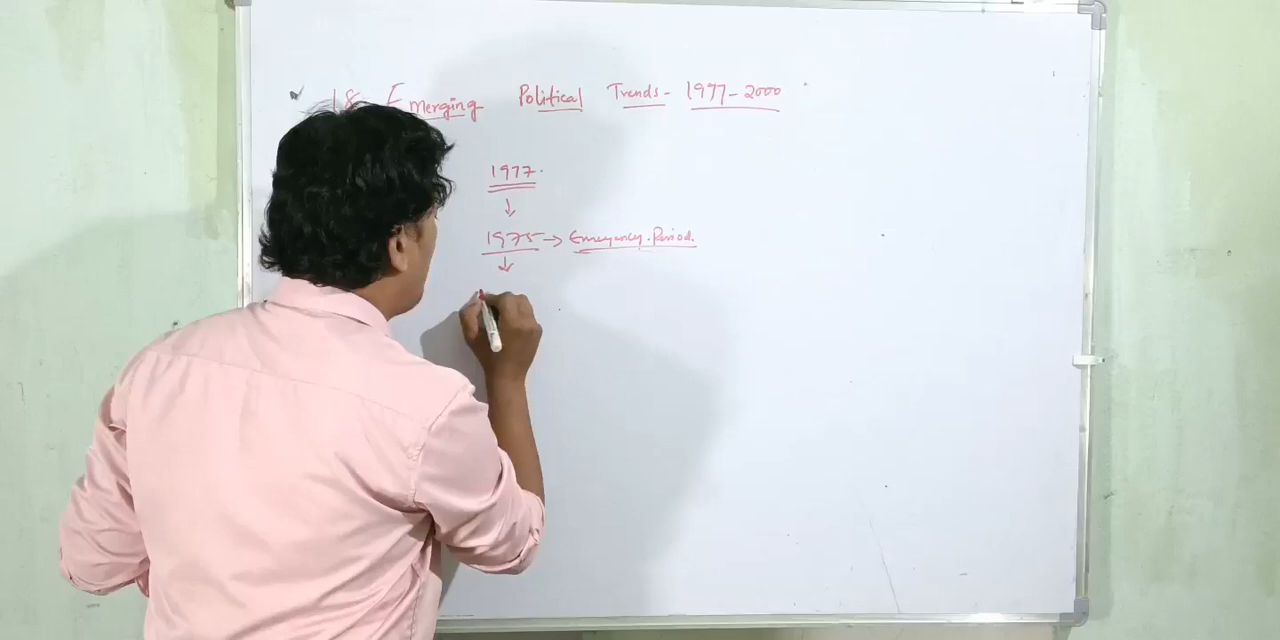 18. Emerging Political Trends - 1977-2000
1977.
↓
1975 → Emergency Period.
↓